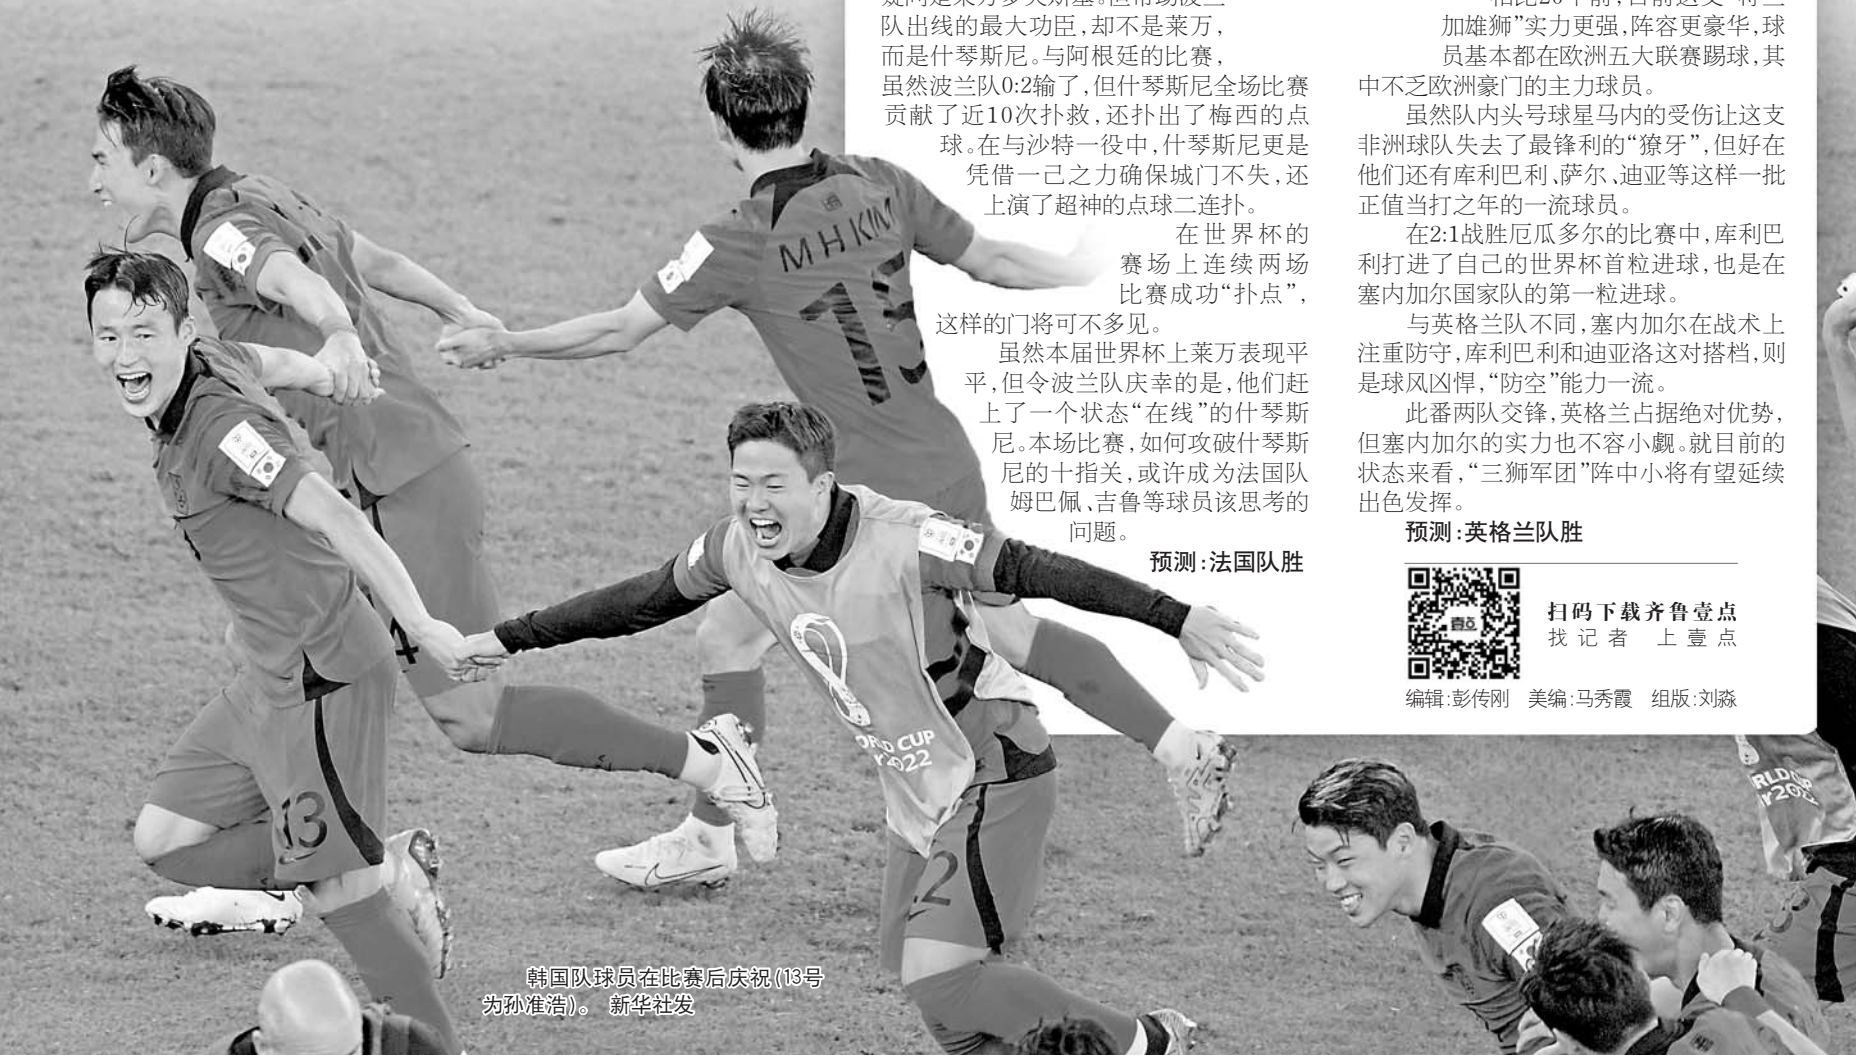 队出线的最大功臣，却不是莱万，
而是什琴斯尼。与阿根廷的比赛，
虽然波兰队0:2输了，但什琴斯尼全场比赛
贡献了近10次扑救，还扑出了梅西的点
球。在与沙特一役中，什琴斯尼更是
凭借一己之力确保城门不失，还
上演了超神的点球二连扑。
在世界杯的
赛场上连续两场
比赛成功“扑点”，
这样的门将可不多见。
虽然本届世界杯上莱万表现平
平，但令波兰队庆幸的是，他们赶
上了一个状态“在线”的什琴斯
尼。本场比赛，如何攻破什琴斯
尼的十指关，或许成为法国队
姆巴佩、吉鲁等球员该思考的
问题。
预测：法国队胜
加雄狮”实力更强，阵容更豪华，球
员基本都在欧洲五大联赛踢球，其
中不乏欧洲豪门的主力球员。
虽然队内头号球星马内的受伤让这支
非洲球队失去了最锋利的“獠牙”，但好在
他们还有库利巴利、萨尔、迪亚等这样一批
正值当打之年的一流球员。
在2:1战胜厄瓜多尔的比赛中，库利巴
利打进了自己的世界杯首粒进球，也是在
塞内加尔国家队的第一粒进球。
与英格兰队不同，塞内加尔在战术上
注重防守，库利巴利和迪亚洛这对搭档，则
是球风凶悍，“防空”能力一流。
此番两队交锋，英格兰占据绝对优势，
但塞内加尔的实力也不容小觑。就目前的
状态来看，“三狮军团”阵中小将有望延续
出色发挥。
预测：英格兰队胜
壹点
扫码下载齐鲁壹点
找记者 上壹点
编辑：彭传刚 美编：马秀霞 组版：刘淼
M H KIM
15
4
13
2
CUP
2022
韩国队球员在比赛后庆祝（13号
为孙准浩）。 新华社发